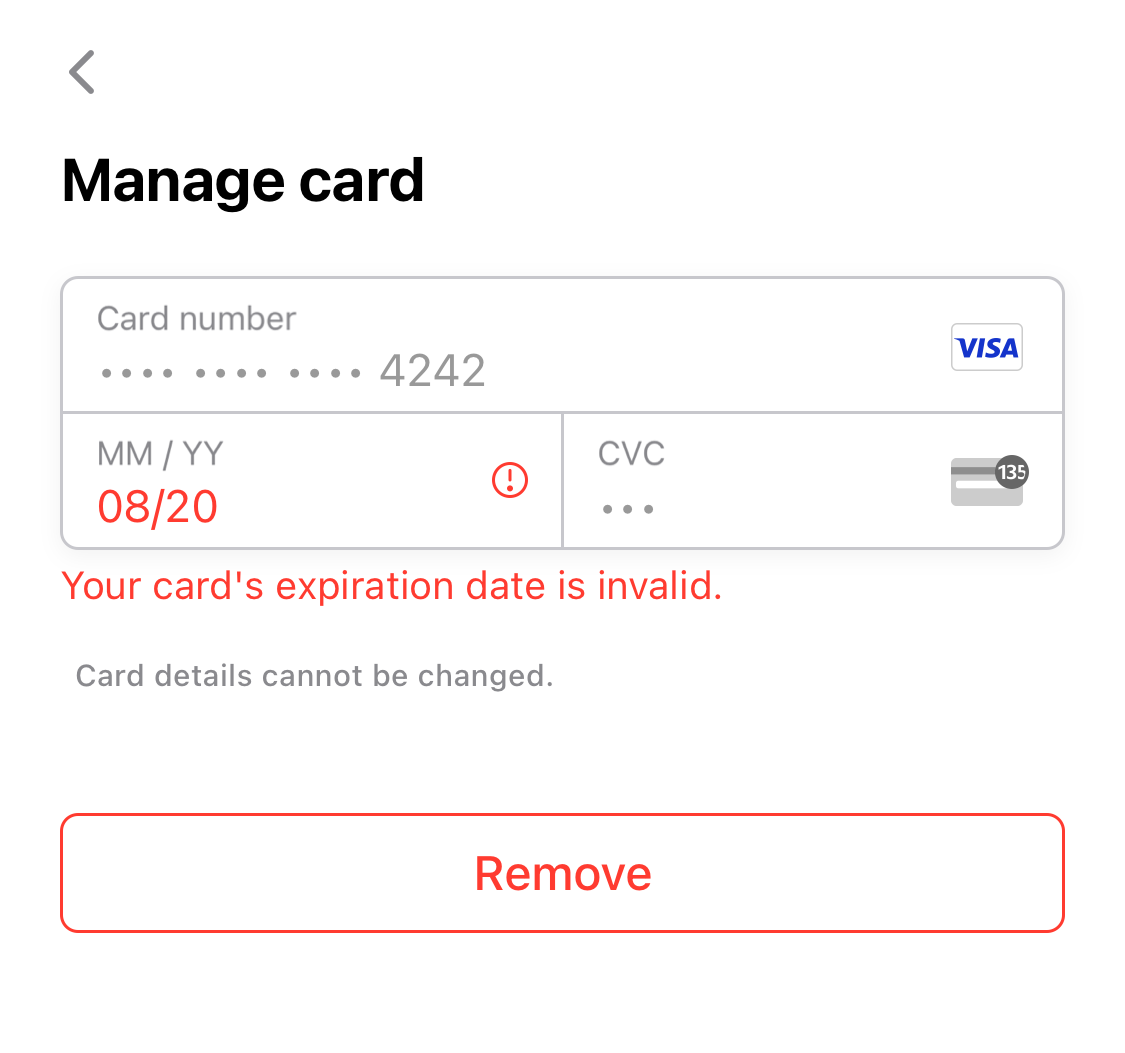 Manage card
Card number
•••• •••• •••• 4242
VISA
MM / YY
08/20
CVC
•••
135
Your card's expiration date is invalid.
Card details cannot be changed.
Remove